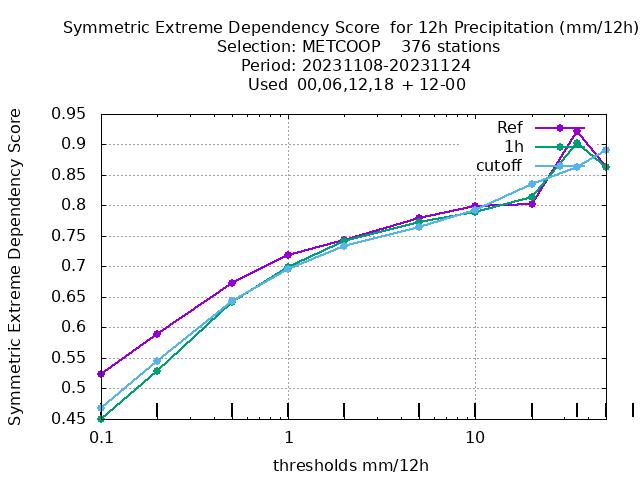 Symmetric Extreme Dependency Score  for 12h Precipitation (mm/12h)
Selection: METCOOP    376 stations
Period: 20231108-20231124
Used  00,06,12,18 + 12-00
Symmetric Extreme Dependency Score
0.95
0.9
0.85
0.8
0.75
0.7
0.65
0.6
0.55
0.5
0.45
Ref
1h
cutoff
0.1
1
10
thresholds mm/12h